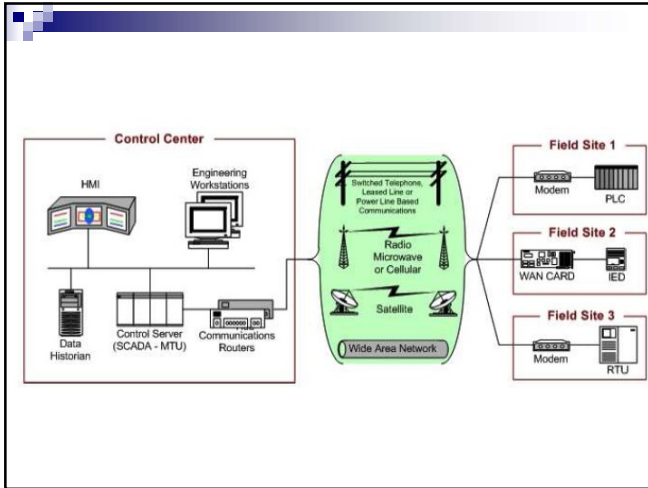 Control Center
HMI
Engineering
Workstations
Data
Historian
Control Server
(SCADA - MTU)
Communications
Routers
Switched Telephone,
Leased Line or
Power Line Based
Communications
Radio
Microwave
or Cellular
Satellite
Wide Area Network
Field Site 1
Modem
PLC
Field Site 2
WAN CARD
IED
Field Site 3
Modem
RTU